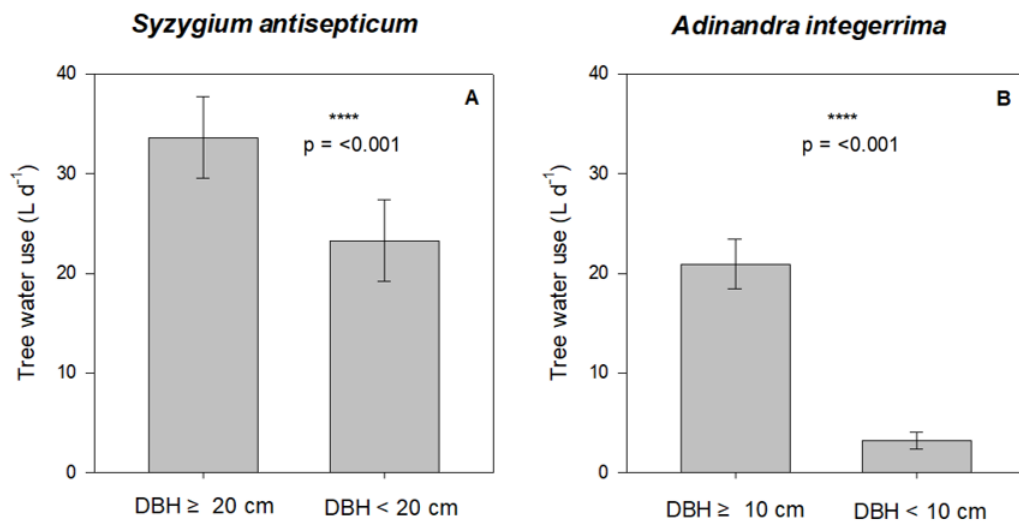 Syzygium antisepticum
Adinandra integerrima
Tree water use (L d⁻¹)
40
30
20
10
0
A
****
p = <0.001
DBH ≥ 20 cm
DBH < 20 cm
Tree water use (L d⁻¹)
40
30
20
10
0
B
****
p = <0.001
DBH ≥ 10 cm
DBH < 10 cm